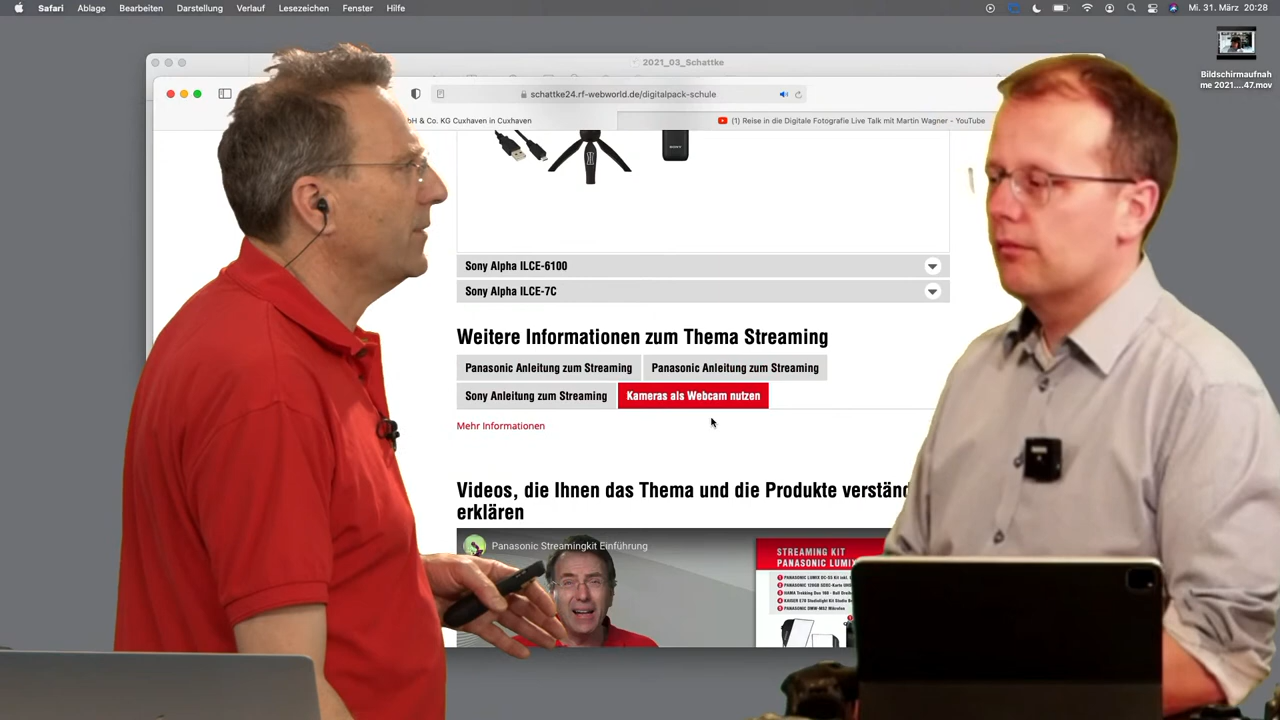 Safari Ablage Bearbeiten Darstellung Verlauf Lesezeichen Fenster Hilfe
Mi. 31. März 20:28
Bildschirmaufnah
me 2021....47.mov
2021_03_Schattke
schattke24.rf-webworld.de/digitalpack-schule
bH & Co. KG Cuxhaven in Cuxhaven
(1) Reise in die Digitale Fotografie Live Talk mit Martin Wagner - YouTube
SONY
Sony Alpha ILCE-6100
Sony Alpha ILCE-7C
Weitere Informationen zum Thema Streaming
Panasonic Anleitung zum Streaming
Panasonic Anleitung zum Streaming
Sony Anleitung zum Streaming
Kameras als Webcam nutzen
Mehr Informationen
Videos, die Ihnen das Thema und die Produkte verständ
erklären
Panasonic Streamingkit Einführung
STREAMING KIT
PANASONIC LUMIX